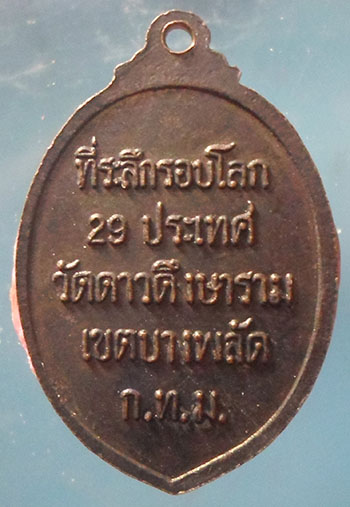 ที่ระลึกรอบโลก
29 ประเทศ
วัดดาวดึงษาราม
เขตบางพลัด
ก.ท.ม.